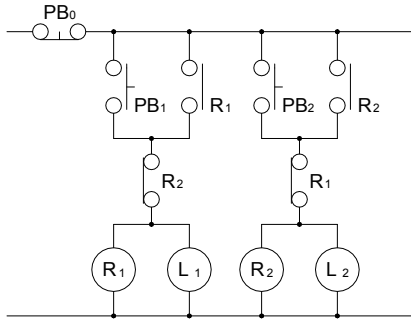 PB₀
PB₁ R₁ PB₂ R₂
R₂ R₁
R₁ L₁ R₂ L₂